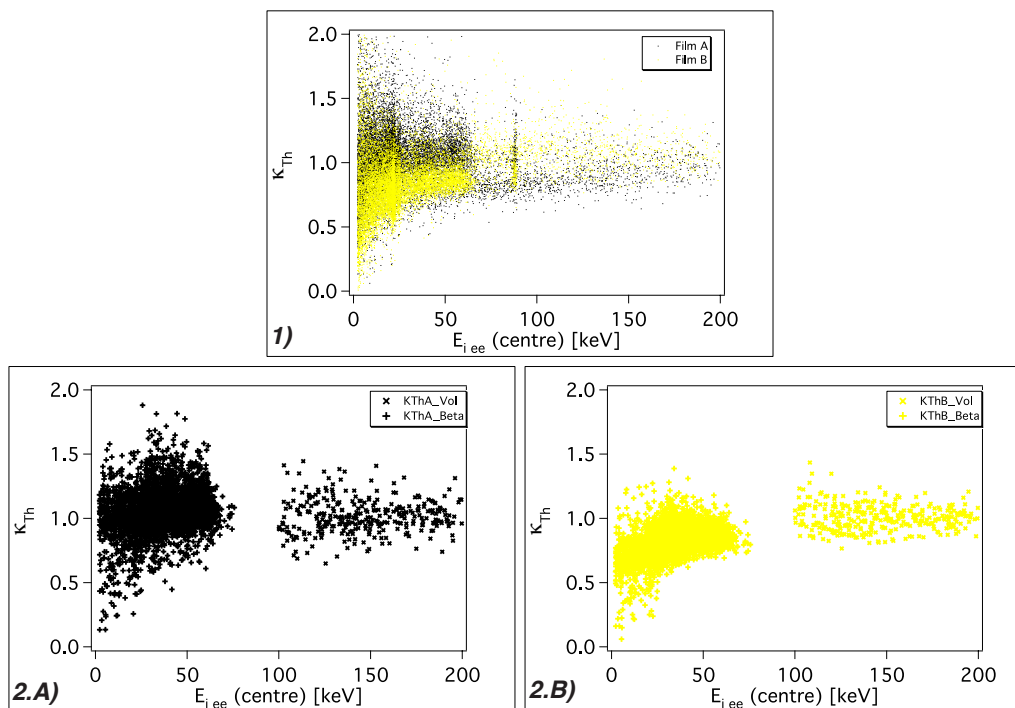 2.0
1.5
1.0
0.5
0.0
κTh
Film A
Film B
0 50 100 150 200
Ei ee (centre) [keV]
1)
2.0
1.5
1.0
0.5
0.0
κTh
KThA_Vol
KThA_Beta
0 50 100 150 200
Ei ee (centre) [keV]
2.A)
2.0
1.5
1.0
0.5
0.0
κTh
KThB_Vol
KThB_Beta
0 50 100 150 200
Ei ee (centre) [keV]
2.B)